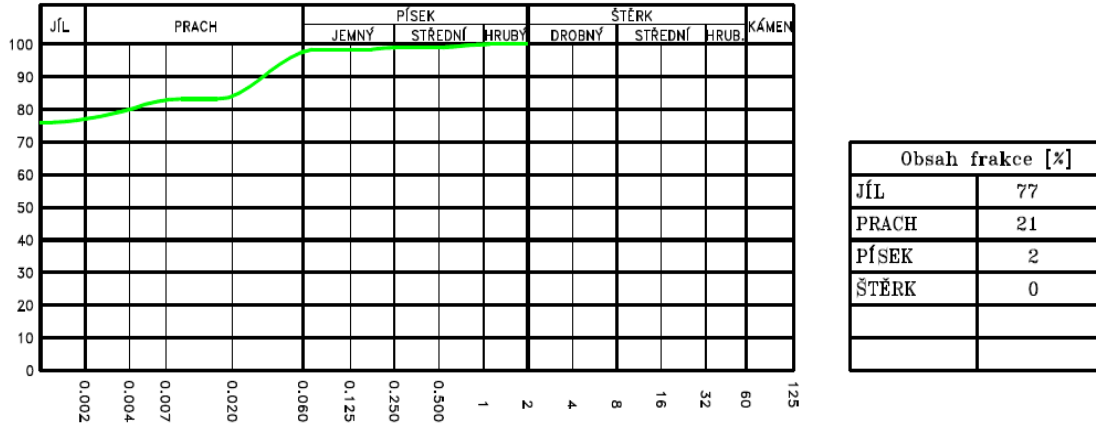 JÍL PRACH PÍSEK ŠTĚRK KÁMEN
JEMNÝ STŘEDNÍ HRUBÝ DROBNÝ STŘEDNÍ HRUB.
100
90
80
70
60
50
40
30
20
10
0
0.002 0.004 0.007 0.020 0.060 0.125 0.250 0.500 1 2 4 8 16 32 60 125
Obsah frakce [%]
JÍL 77
PRACH 21
PÍSEK 2
ŠTĚRK 0